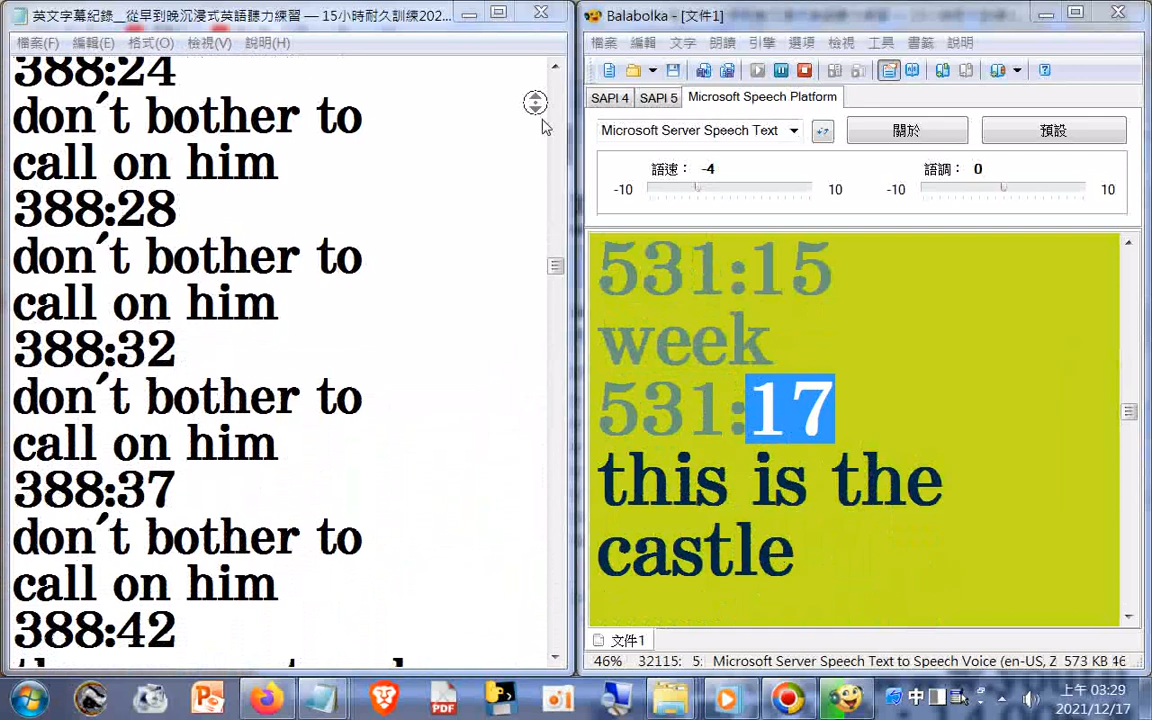 英文字幕紀錄__從早到晚沉浸式英語聽力練習 — 15小時耐久訓練202...
檔案(F) 編輯(E) 格式(O) 檢視(V) 說明(H)
388:24
don't bother to
call on him
388:28
don't bother to
call on him
388:32
don't bother to
call on him
388:37
don't bother to
call on him
388:42
Balabolka - [文件1]
檔案 編輯 文字 朗讀 引擎 選項 檢視 工具 書籤 說明
SAPI 4 SAPI 5 Microsoft Speech Platform
Microsoft Server Speech Text 關於 預設
語速： -4 語調： 0
-10 10 -10 10
531:15
week
531:17
this is the
castle
文件1
46% 32115: 5: Microsoft Server Speech Text to Speech Voice (en-US, Z 573 KB 46
PDF
中
上午 03:29
2021/12/17